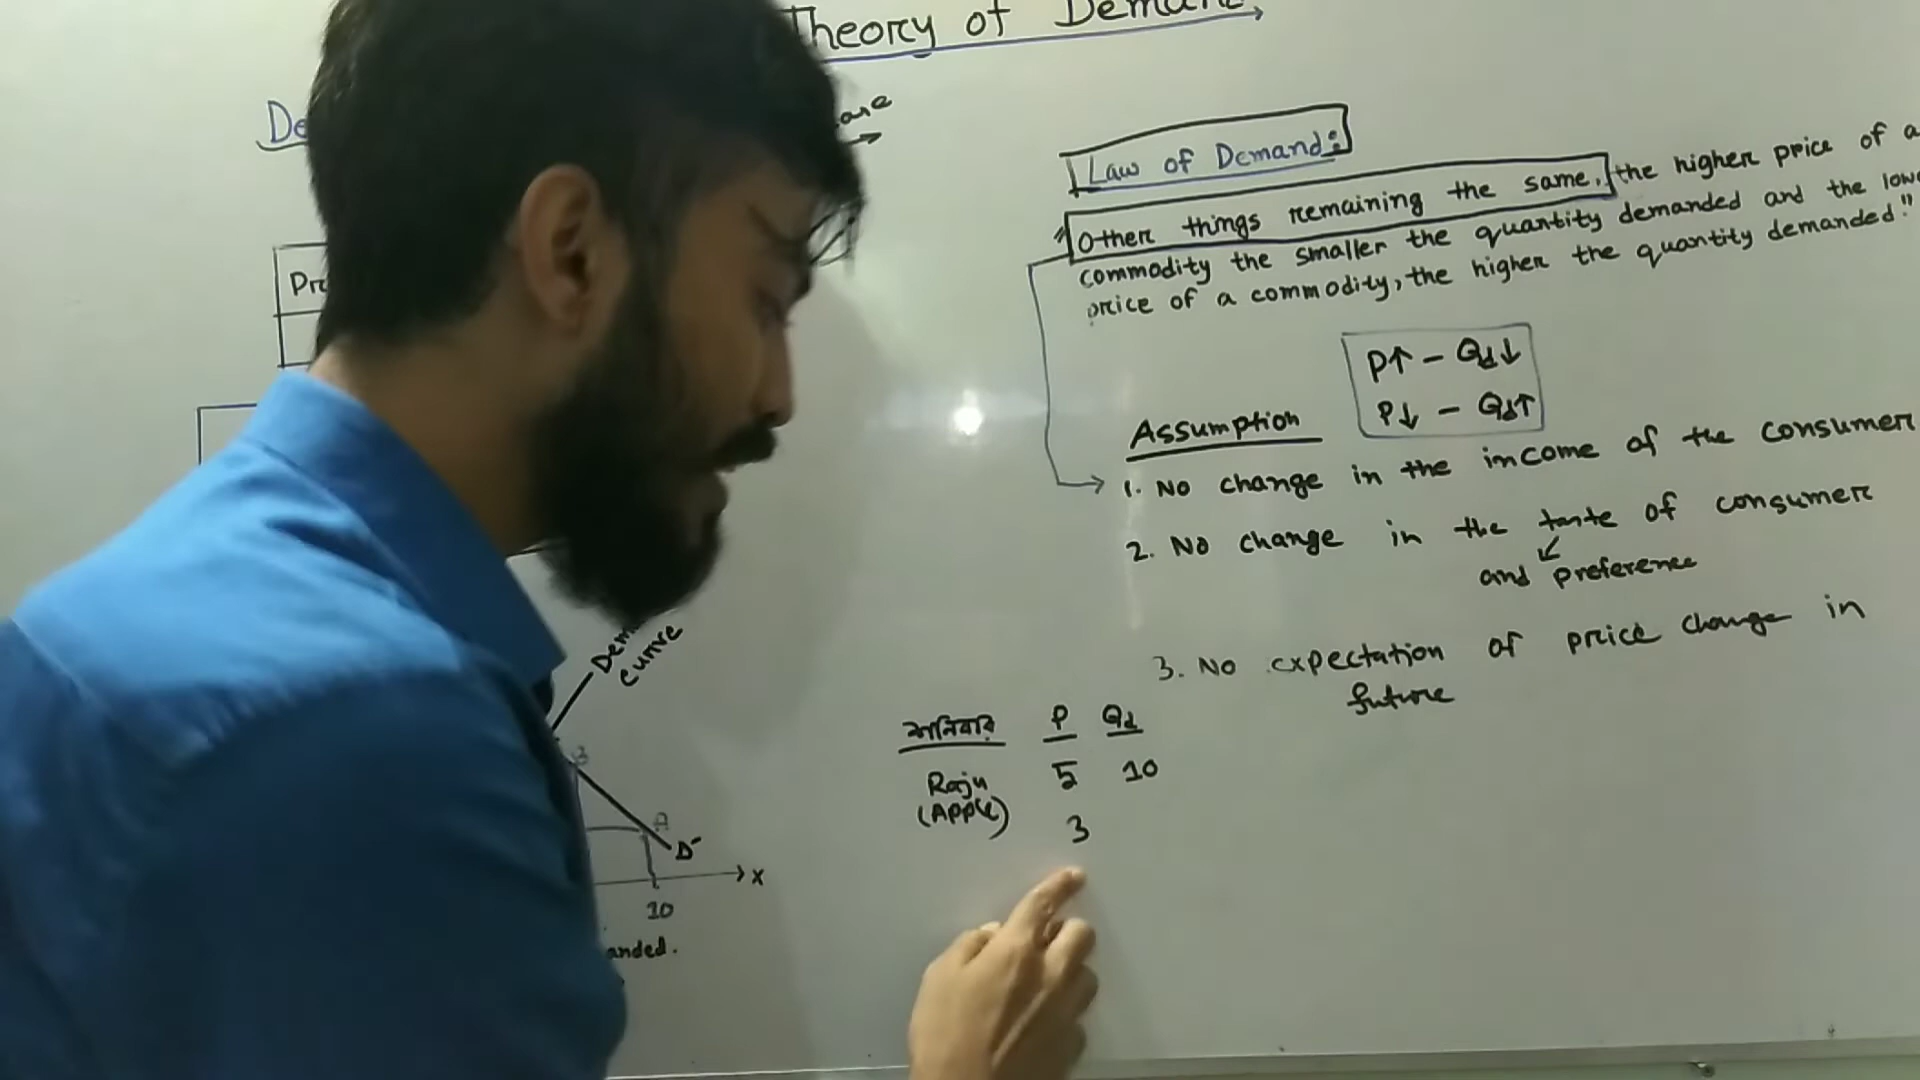 Theory of
Law of Demand:
"Other things remaining the same, the higher price of a
commodity the smaller the quantity demanded and the
price of a commodity, the higher the quantity demanded."
P↑ - Qd↓
P↓ - Qd↑
Assumption
1. No change in the income of the consumer
2. No change in the taste of consumer
and preference
3. No expectation of price change in
future
শনিবার P Qd
Raju 5 10
(Apple) 3
curve
B
A
D'
X
10